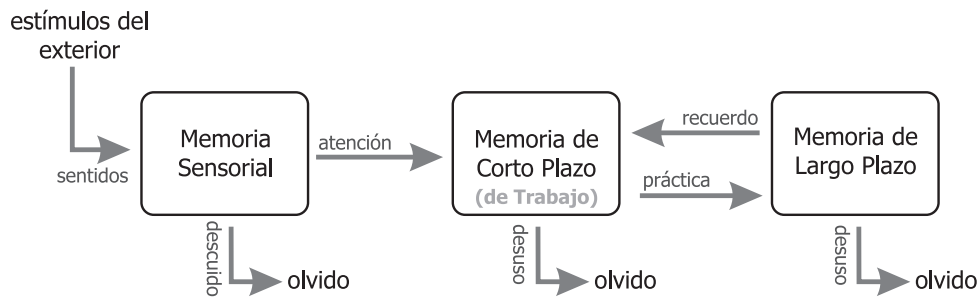 estímulos del
exterior
sentidos
Memoria
Sensorial
atención
Memoria de
Corto Plazo
(de Trabajo)
recuerdo
práctica
Memoria de
Largo Plazo
descuido
olvido
desuso
olvido
desuso
olvido